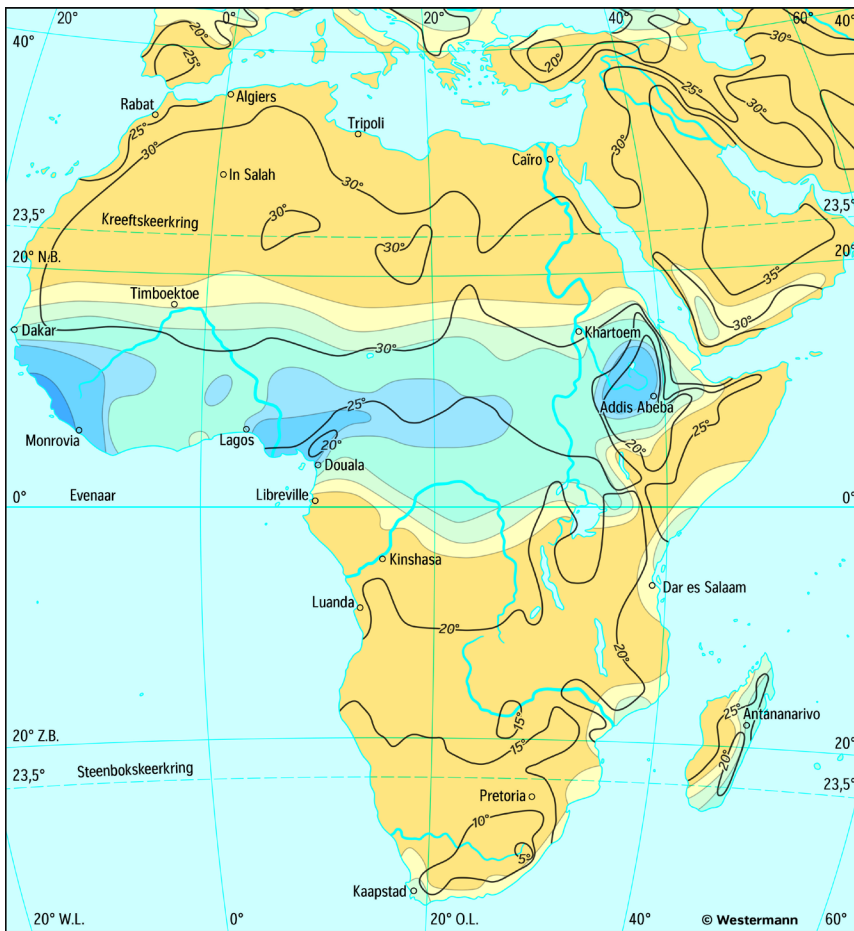 20° 0° 20° 40° 60° 40°
40°
20°
25°
20°
30°
25°
30°
Rabat
Algiers
25°
30°
Tripoli
Caïro
30°
In Salah
30°
30°
23,5°
Kreeftskeerkring
30°
30°
23,5°
20° N.B.
20°
35°
Timboektoe
30°
Dakar
30°
Khartoem
Addis Abeba
25°
25°
20°
20°
Monrovia
Lagos
Douala
0°
Evenaar
Libreville
0°
Kinshasa
Dar es Salaam
Luanda
20°
20°
25°
Antananarivo
15°
15°
20° Z.B.
20°
20°
23,5°
Steenbokskeerkring
23,5°
Pretoria
10°
5°
Kaapstad
20° W.L.
0°
20° O.L.
40°
© Westermann
60°